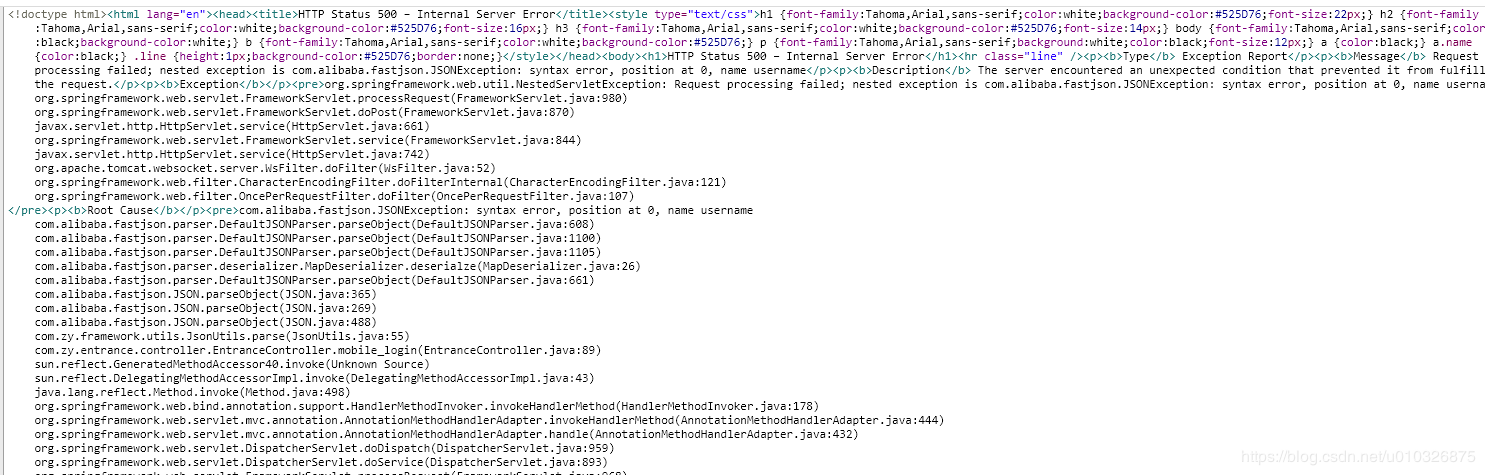 <!doctype html><html lang="en"><head><title>HTTP Status 500 – Internal Server Error</title><style type="text/css">h1 {font-family:Tahoma,Arial,sans-serif;color:white;background-color:#525D76;font-size:22px;} h2 {font-family
:Tahoma,Arial,sans-serif;color:white;background-color:#525D76;font-size:16px;} h3 {font-family:Tahoma,Arial,sans-serif;color:white;background-color:#525D76;font-size:14px;} body {font-family:Tahoma,Arial,sans-serif;color
:black;background-color:white;} b {font-family:Tahoma,Arial,sans-serif;color:white;background-color:#525D76;} p {font-family:Tahoma,Arial,sans-serif;background:white;color:black;font-size:12px;} a {color:black;} a.name
{color:black;} .line {height:1px;background-color:#525D76;border:none;}</style></head><body><h1>HTTP Status 500 – Internal Server Error</h1><hr class="line" /><p><b>Type</b> Exception Report</p><p><b>Message</b> Request
processing failed; nested exception is com.alibaba.fastjson.JSONException: syntax error, position at 0, name username</p><p><b>Description</b> The server encountered an unexpected condition that prevented it from fulfill
the request.</p><p><b>Exception</b></p><pre>org.springframework.web.util.NestedServletException: Request processing failed; nested exception is com.alibaba.fastjson.JSONException: syntax error, position at 0, name userna
org.springframework.web.servlet.FrameworkServlet.processRequest(FrameworkServlet.java:980)
org.springframework.web.servlet.FrameworkServlet.doPost(FrameworkServlet.java:870)
javax.servlet.http.HttpServlet.service(HttpServlet.java:661)
org.springframework.web.servlet.FrameworkServlet.service(FrameworkServlet.java:844)
javax.servlet.http.HttpServlet.service(HttpServlet.java:742)
org.apache.tomcat.websocket.server.WsFilter.doFilter(WsFilter.java:52)
org.springframework.web.filter.CharacterEncodingFilter.doFilterInternal(CharacterEncodingFilter.java:121)
org.springframework.web.filter.OncePerRequestFilter.doFilter(OncePerRequestFilter.java:107)
</pre><p><b>Root Cause</b></p><pre>com.alibaba.fastjson.JSONException: syntax error, position at 0, name username
com.alibaba.fastjson.parser.DefaultJSONParser.parseObject(DefaultJSONParser.java:608)
com.alibaba.fastjson.parser.DefaultJSONParser.parseObject(DefaultJSONParser.java:1100)
com.alibaba.fastjson.parser.DefaultJSONParser.parseObject(DefaultJSONParser.java:1105)
com.alibaba.fastjson.parser.deserializer.MapDeserializer.deserialze(MapDeserializer.java:26)
com.alibaba.fastjson.parser.DefaultJSONParser.parseObject(DefaultJSONParser.java:661)
com.alibaba.fastjson.JSON.parseObject(JSON.java:365)
com.alibaba.fastjson.JSON.parseObject(JSON.java:269)
com.alibaba.fastjson.JSON.parseObject(JSON.java:488)
com.zy.framework.utils.JsonUtils.parse(JsonUtils.java:55)
com.zy.entrance.controller.EntranceController.mobile_login(EntranceController.java:89)
sun.reflect.GeneratedMethodAccessor40.invoke(Unknown Source)
sun.reflect.DelegatingMethodAccessorImpl.invoke(DelegatingMethodAccessorImpl.java:43)
java.lang.reflect.Method.invoke(Method.java:498)
org.springframework.web.bind.annotation.support.HandlerMethodInvoker.invokeHandlerMethod(HandlerMethodInvoker.java:178)
org.springframework.web.servlet.mvc.annotation.AnnotationMethodHandlerAdapter.invokeHandlerMethod(AnnotationMethodHandlerAdapter.java:444)
org.springframework.web.servlet.mvc.annotation.AnnotationMethodHandlerAdapter.handle(AnnotationMethodHandlerAdapter.java:432)
org.springframework.web.servlet.DispatcherServlet.doDispatch(DispatcherServlet.java:959)
org.springframework.web.servlet.DispatcherServlet.doService(DispatcherServlet.java:893)
https://blog.csdn.net/u010326875